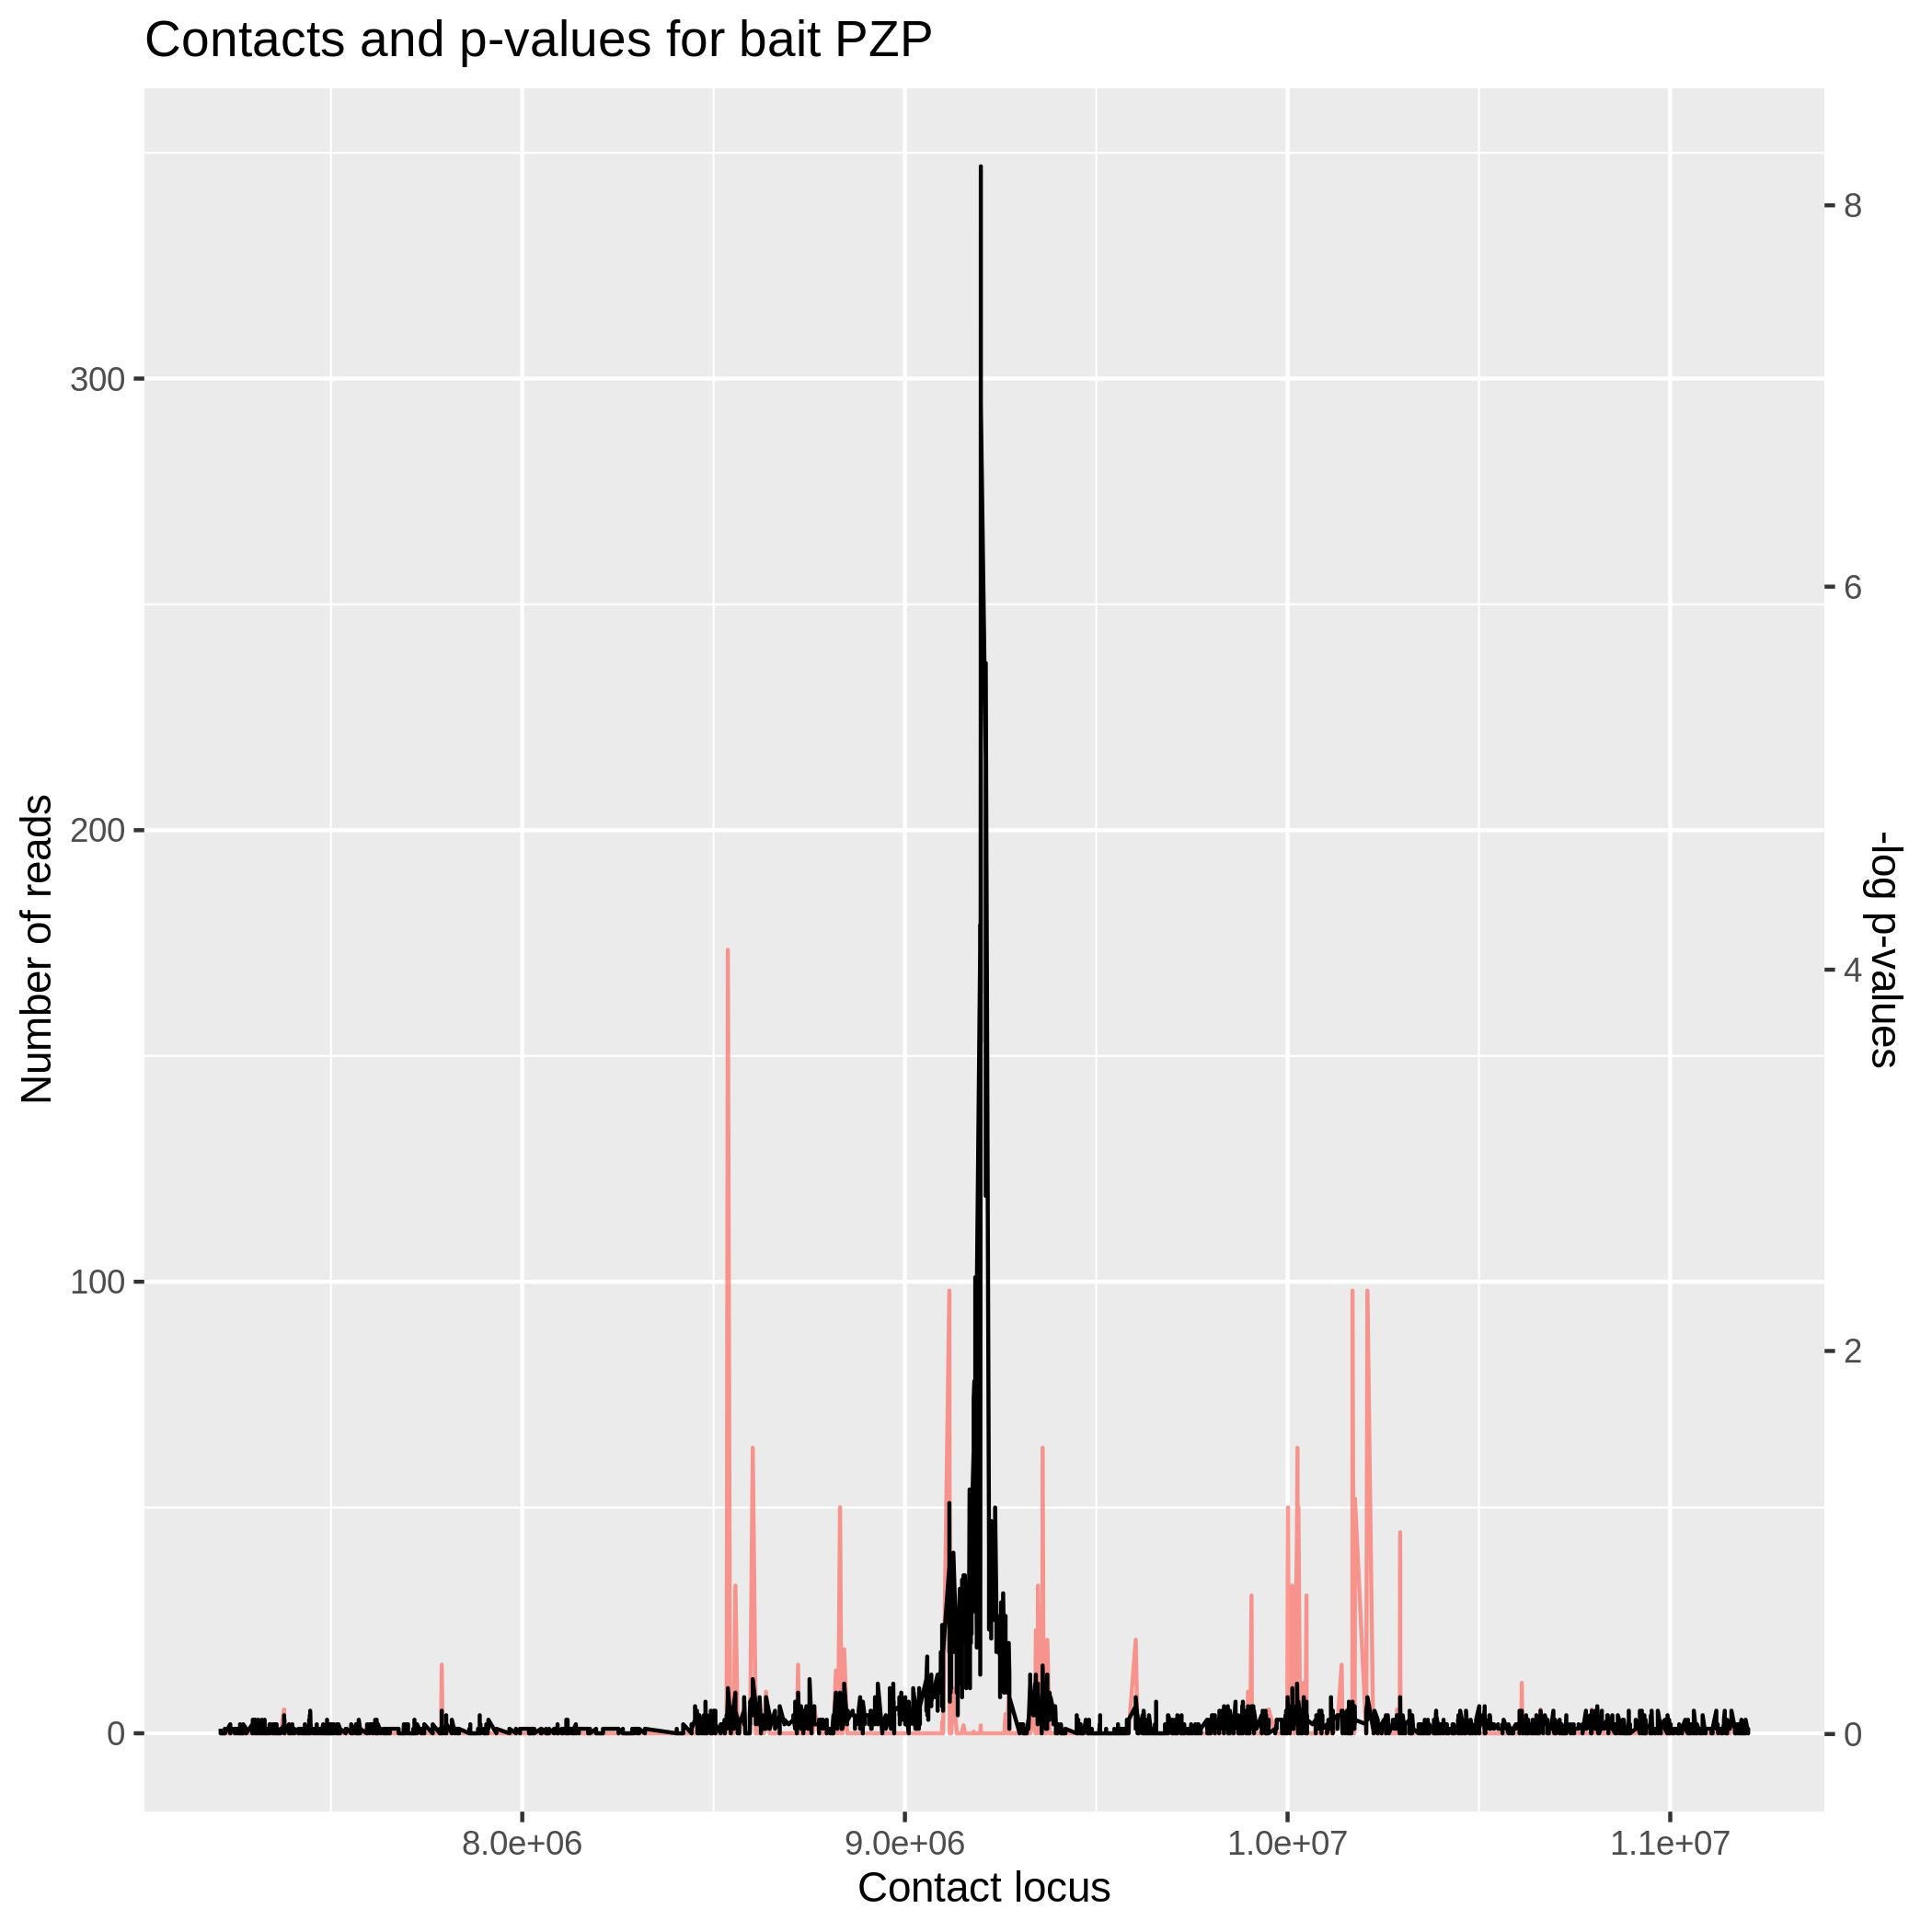 Contacts and p-values for bait PZP
Number of reads
300
200
100
0
8
6
4
2
0
-log p-values
8.0e+06
9.0e+06
1.0e+07
1.1e+07
Contact locus